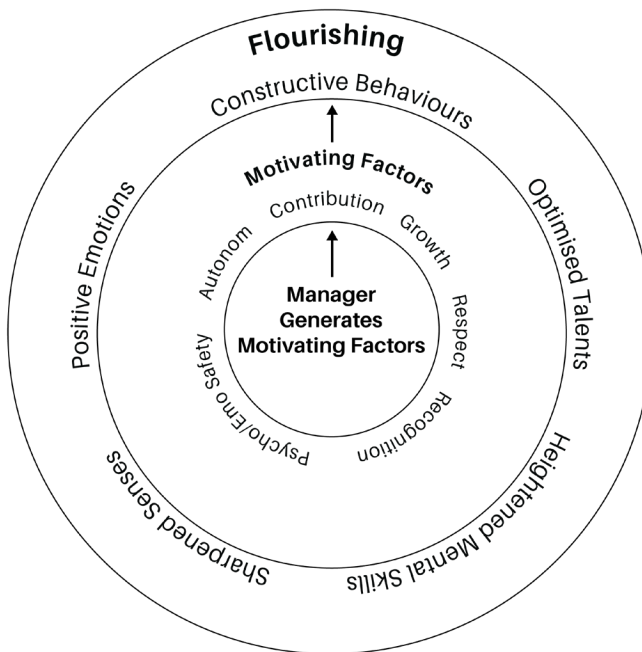 Flourishing
Constructive Behaviours
Optimised Talents
Heightened Mental Skills
Sharpened Senses
Positive Emotions
Motivating Factors
Contribution
Growth
Respect
Recognition
Psycho/Emo Safety
Autonom
Manager
Generates
Motivating Factors